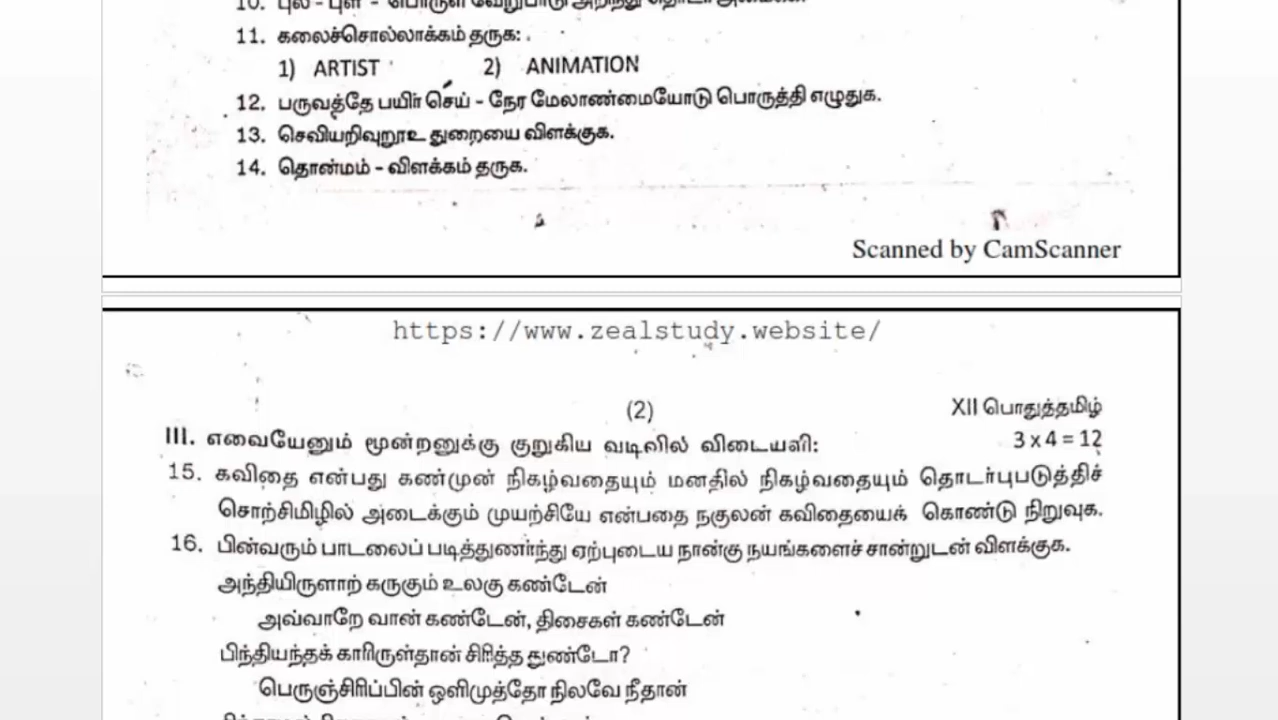 10. புல - புள - பொருள் வேறுபாடு அறிந்து தொடர்
11. கலைச்சொல்லாக்கம் தருக:
1) ARTIST 2) ANIMATION
12. பருவத்தே பயிர் செய் - நேர மேலாண்மையோடு பொருத்தி எழுதுக.
13. செவியறிவுறூஉ துறையை விளக்குக.
14. தொன்மம் - விளக்கம் தருக.
Scanned by CamScanner
https://www.zealstudy.website/
(2) XII பொதுத்தமிழ்
III. எவையேனும் மூன்றனுக்கு குறுகிய வடிவில் விடையளி: 3 x 4 = 12
15. கவிதை என்பது கண்முன் நிகழ்வதையும் மனதில் நிகழ்வதையும் தொடர்புபடுத்திச்
சொற்சிமிழில் அடைக்கும் முயற்சியே என்பதை நகுலன் கவிதையைக் கொண்டு நிறுவுக.
16. பின்வரும் பாடலைப் படித்துணர்ந்து ஏற்புடைய நான்கு நயங்களைச் சான்றுடன் விளக்குக.
அந்தியிருளாற் கருகும் உலகு கண்டேன்
அவ்வாறே வான் கண்டேன், திசைகள் கண்டேன்
பிந்தியந்தக் காரிருள்தான் சிரித்த துண்டோ?
பெருஞ்சிரிப்பின் ஒளிமுத்தோ நிலவே நீதான்